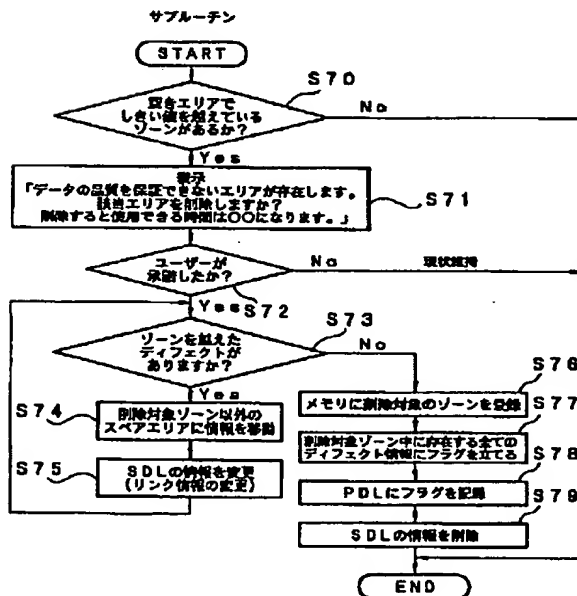 サブルーチン
START
S70
混合エリアで
しきい値を越えている
ゾーンがあるか?
No
Yes
表示
「データの品質を保証できないエリアが存在します。
該当エリアを削除しますか?
削除すると使用できる時間は〇〇になります。」
S71
ユーザーが
承諾したか?
No
現状維持
S72
Yes
S73
ゾーンを越えた
ディフェクトが
ありますか?
No
Yes
S74
削除対象ゾーン以外の
スペアエリアに情報を移動
S75
SDLの情報を変更
(リンク情報の変更)
S76
メモリに削除対象のゾーンを登録
S77
削除対象ゾーン中に存在する全ての
ディフェクト情報にフラグを立てる
S78
PDLにフラグを記録
S79
SDLの情報を削除
END